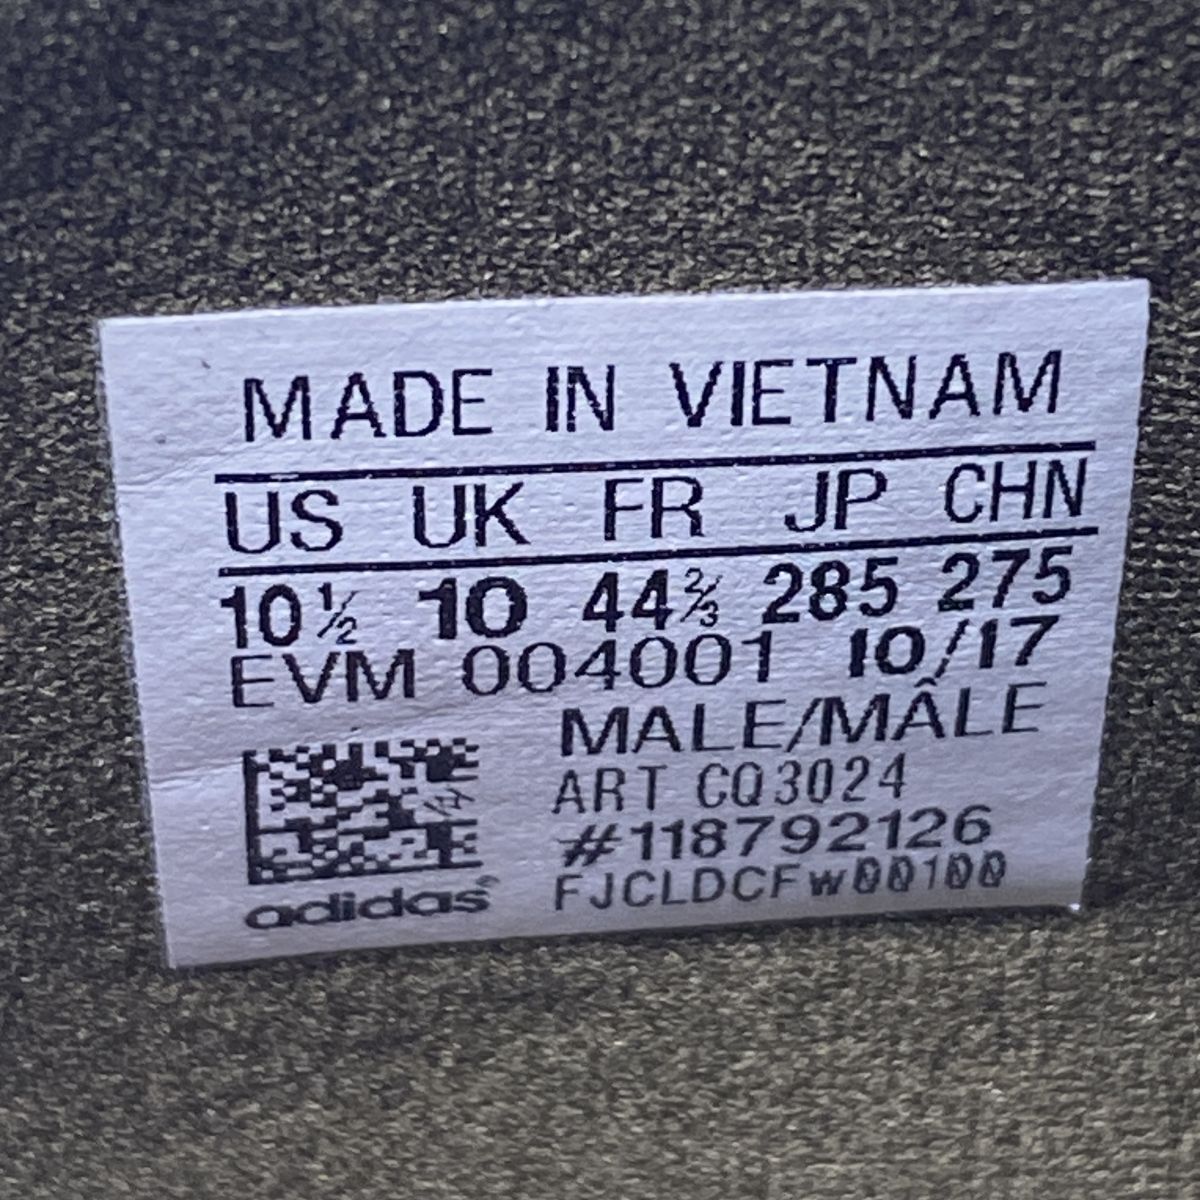 MADE IN VIETNAM
US UK FR JP CHN
10½ 10 44⅔ 285 275
EVM 004001 10/17
MALE/MÂLE
ART CQ3024
#118792126
FJCLDCFW00100
adidas®